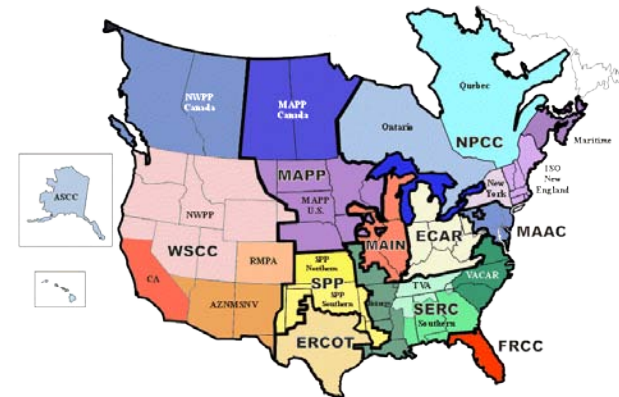 Quebec
NWPP
Canada
MAPP
Canada
Ontario
NPCC
Maritime
ISO
New
England
New
York
ASCC
MAPP
MAPP
U.S.
NWPP
MAAC
ECAR
MAIN
WSCC
RMPA
SPP
Northern
CA
SPP
SPP
Southern
VACAR
TVA
AZNMSNV
Entergy
SERC
Southern
ERCOT
FRCC